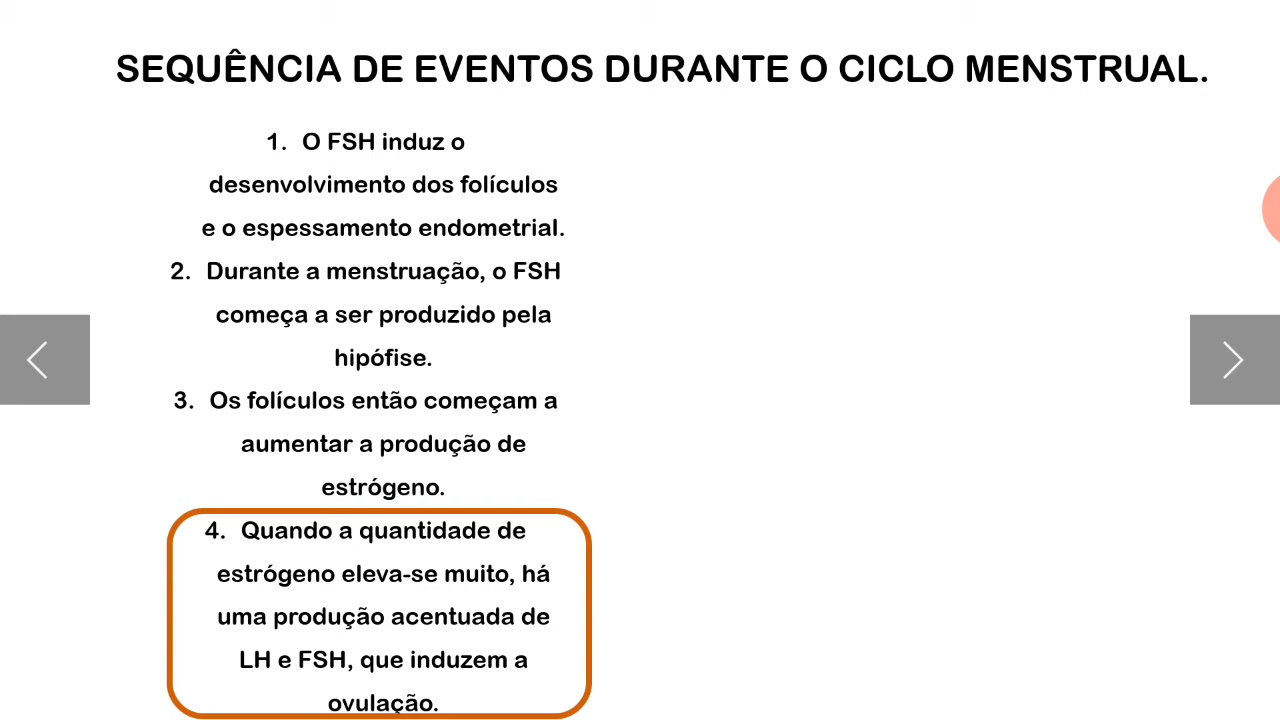 SEQUÊNCIA DE EVENTOS DURANTE O CICLO MENSTRUAL.
1. O FSH induz o
desenvolvimento dos folículos
e o espessamento endometrial.
2. Durante a menstruação, o FSH
começa a ser produzido pela
hipófise.
3. Os folículos então começam a
aumentar a produção de
estrógeno.
4. Quando a quantidade de
estrógeno eleva-se muito, há
uma produção acentuada de
LH e FSH, que induzem a
ovulação.